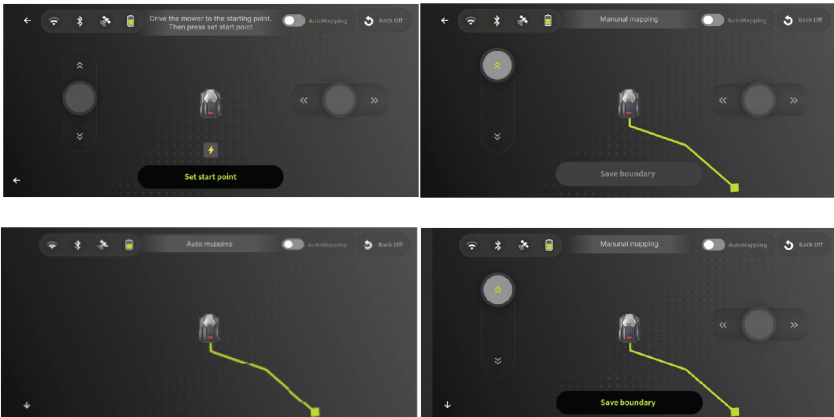 Drive the mower to the starting point.
Then press set start point
AutoMapping
Back Off
Set start point
Manunal mapping
AutoMapping
Back Off
Save boundary
Auto mapping
AutoMapping
Back Off
Manunal mapping
AutoMapping
Back Off
Save boundary